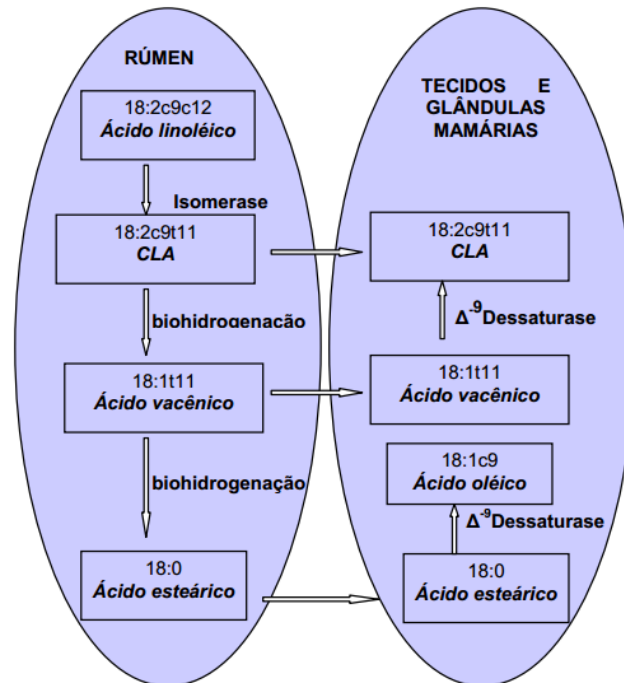 RÚMEN
18:2c9c12
Ácido linoléico
Isomerase
18:2c9t11
CLA
biohidrogenação
18:1t11
Ácido vacênico
biohidrogenação
18:0
Ácido esteárico
TECIDOS E
GLÂNDULAS
MAMÁRIAS
18:2c9t11
CLA
Δ⁻⁹Dessaturase
18:1t11
Ácido vacênico
18:1c9
Ácido oléico
Δ⁻⁹Dessaturase
18:0
Ácido esteárico